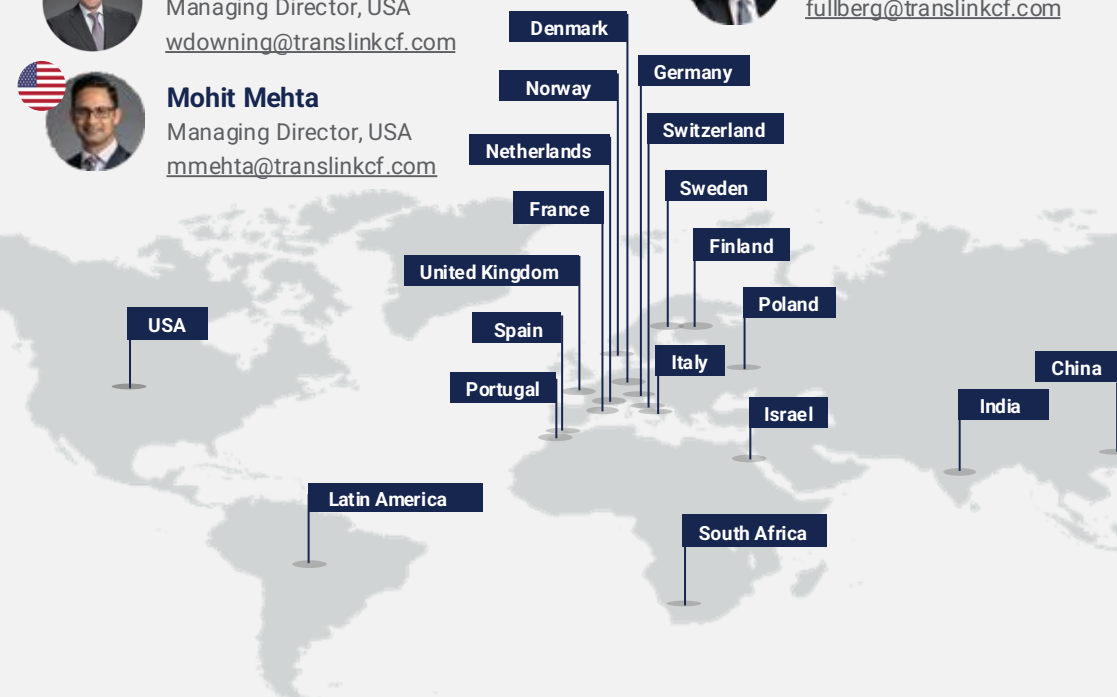 Managing Director, USA
wdowning@translinkcf.com
fullberg@translinkcf.com
Mohit Mehta
Managing Director, USA
mmehta@translinkcf.com
Denmark
Germany
Norway
Switzerland
Netherlands
Sweden
France
Finland
United Kingdom
Poland
USA
Spain
Italy
China
Portugal
India
Israel
Latin America
South Africa